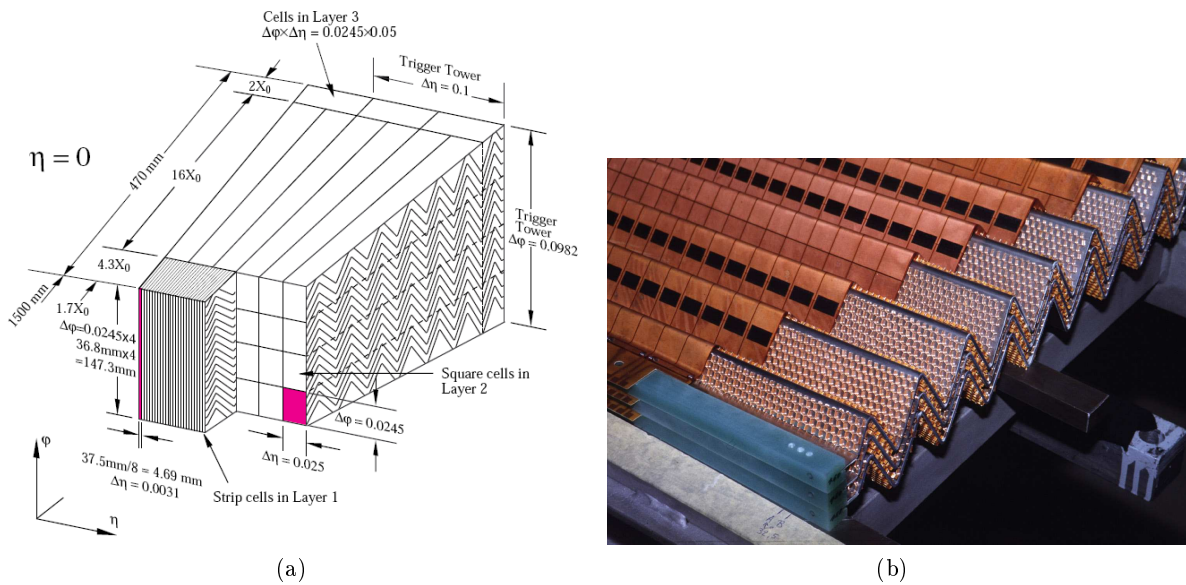 Cells in Layer 3
Δφ×Δη = 0.0245×0.05
Trigger Tower
Δη = 0.1
2X₀
η = 0
470 mm
16X₀
Trigger
Tower
Δφ = 0.0982
4.3X₀
1500 mm
1.7X₀
Δφ=0.0245x4
36.8mmx4
=147.3mm
Square cells in
Layer 2
Δφ = 0.0245
φ
Δη = 0.025
37.5mm/8 = 4.69 mm
Δη = 0.0031
Strip cells in Layer 1
η
(a)
(b)